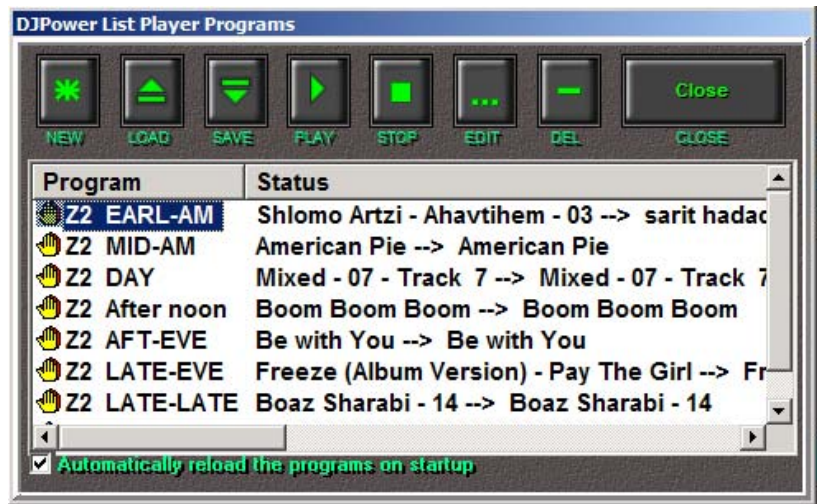 DJPower List Player Programs
Close
NEW LOAD SAVE PLAY STOP EDIT DEL CLOSE
Program Status
Z2 EARL-AM Shlomo Artzi - Ahavtihem - 03 --> sarit hadad
Z2 MID-AM American Pie --> American Pie
Z2 DAY Mixed - 07 - Track 7 --> Mixed - 07 - Track 7
Z2 After noon Boom Boom Boom --> Boom Boom Boom
Z2 AFT-EVE Be with You --> Be with You
Z2 LATE-EVE Freeze (Album Version) - Pay The Girl --> Fr
Z2 LATE-LATE Boaz Sharabi - 14 --> Boaz Sharabi - 14
Automatically reload the programs on startup